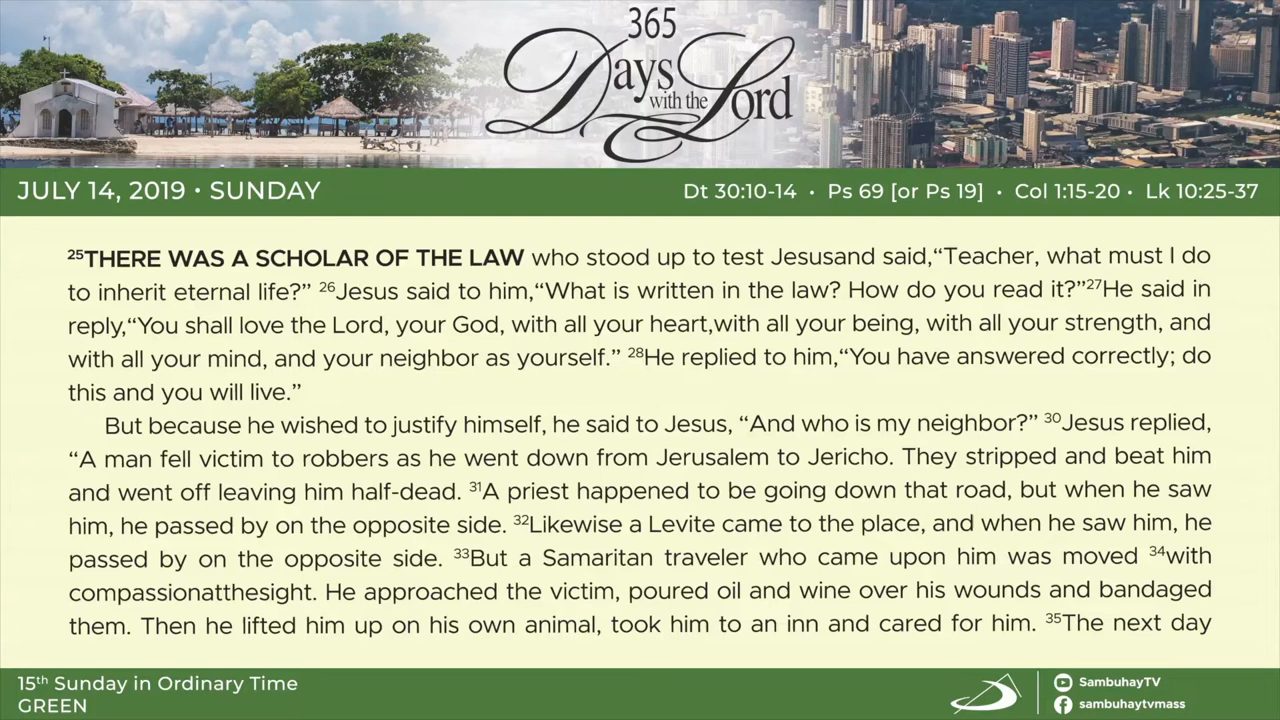 365
Days with the Lord
JULY 14, 2019 • SUNDAY
Dt 30:10-14 • Ps 69 [or Ps 19] • Col 1:15-20 • Lk 10:25-37
25THERE WAS A SCHOLAR OF THE LAW who stood up to test Jesusand said,“Teacher, what must I do
to inherit eternal life?” 26Jesus said to him,“What is written in the law? How do you read it?”27He said in
reply,“You shall love the Lord, your God, with all your heart,with all your being, with all your strength, and
with all your mind, and your neighbor as yourself.” 28He replied to him,“You have answered correctly; do
this and you will live.”
But because he wished to justify himself, he said to Jesus, “And who is my neighbor?” 30Jesus replied,
“A man fell victim to robbers as he went down from Jerusalem to Jericho. They stripped and beat him
and went off leaving him half-dead. 31A priest happened to be going down that road, but when he saw
him, he passed by on the opposite side. 32Likewise a Levite came to the place, and when he saw him, he
passed by on the opposite side. 33But a Samaritan traveler who came upon him was moved 34with
compassionatthesight. He approached the victim, poured oil and wine over his wounds and bandaged
them. Then he lifted him up on his own animal, took him to an inn and cared for him. 35The next day
15th Sunday in Ordinary Time
GREEN
SambuhayTV
sambuhaytvmass